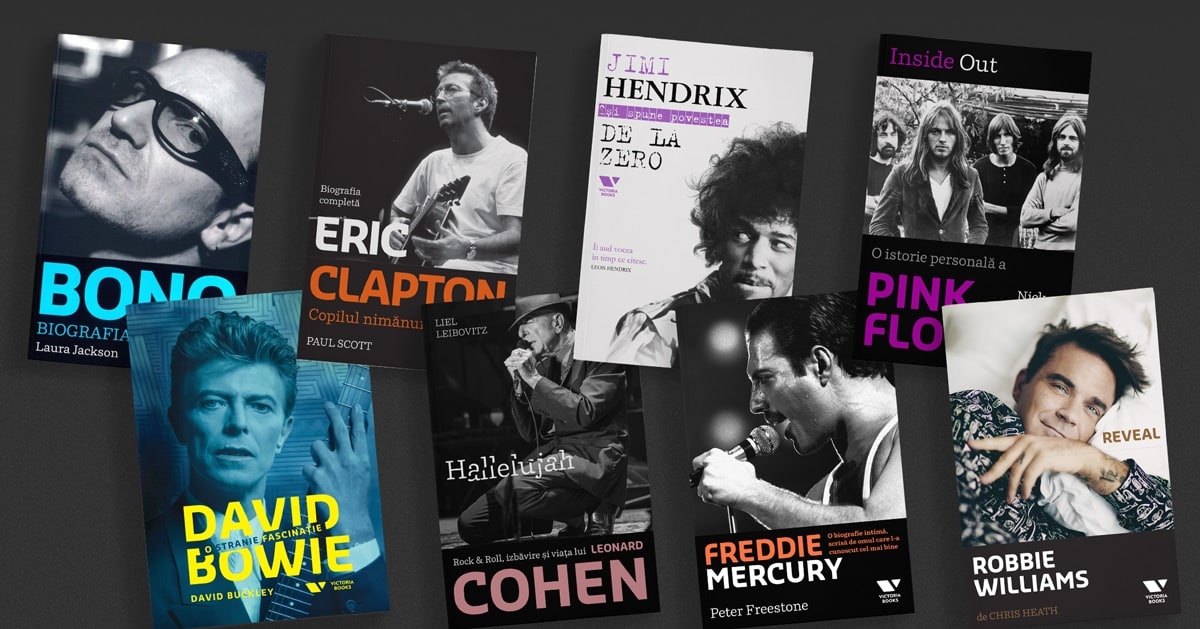 BONO
BIOGRAFIA
Laura Jackson
Biografia
completă
ERIC
CLAPTON
Copilul nimănui
PAUL SCOTT
JIMI
HENDRIX
își spune povestea
DE LA
ZERO
VICTORIA
BOOKS
Îi aud vocea
în timp ce citesc.
LEON HENDRIX
Inside Out
O istorie personală a
PINK
FLO
Nick
DAVID
O STRANIE FASCINAȚIE
BOWIE
DAVID BUCKLEY
VICTORIA
BOOKS
LIEL
LEIBOVITZ
Hallelujah
Rock & Roll, izbăvire și viața lui LEONARD
COHEN
FREDDIE
MERCURY
O biografie intimă,
scrisă de omul care l-a
cunoscut cel mai bine
Peter Freestone
VICTORIA
BOOKS
REVEAL
ROBBIE
WILLIAMS
de CHRIS HEATH
VICTORIA
BOOKS